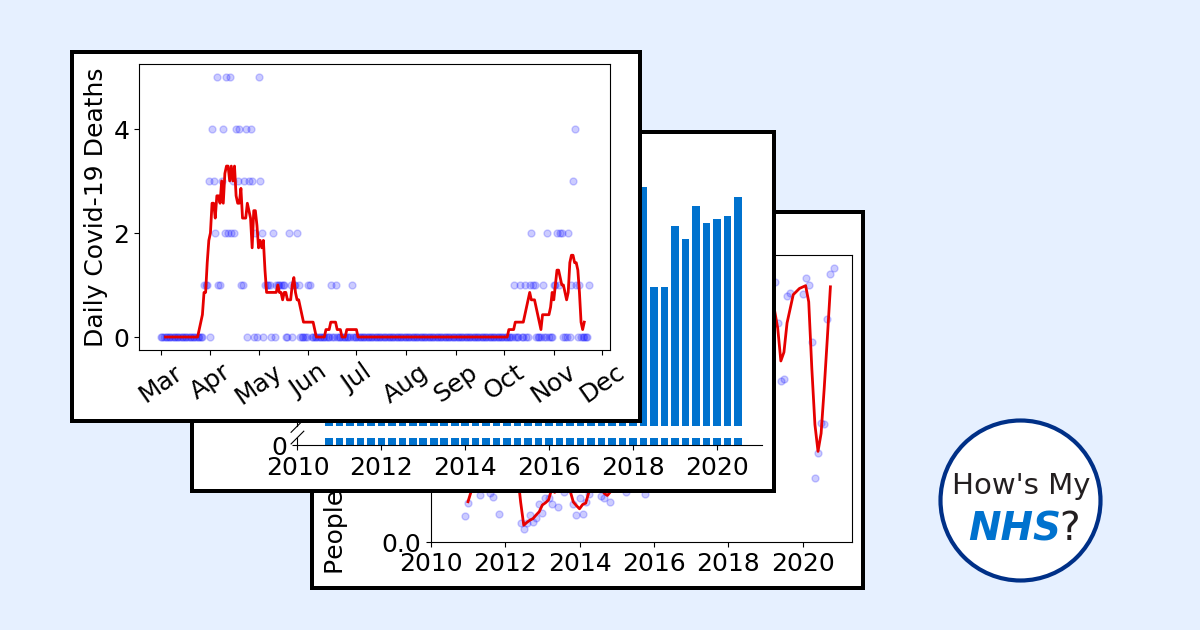 Daily Covid-19 Deaths
4
2
0
Mar Apr May Jun Jul Aug Sep Oct Nov Dec
0
2010 2012 2014 2016 2018 2020
People
0.0
2010 2012 2014 2016 2018 2020
How's My
NHS?